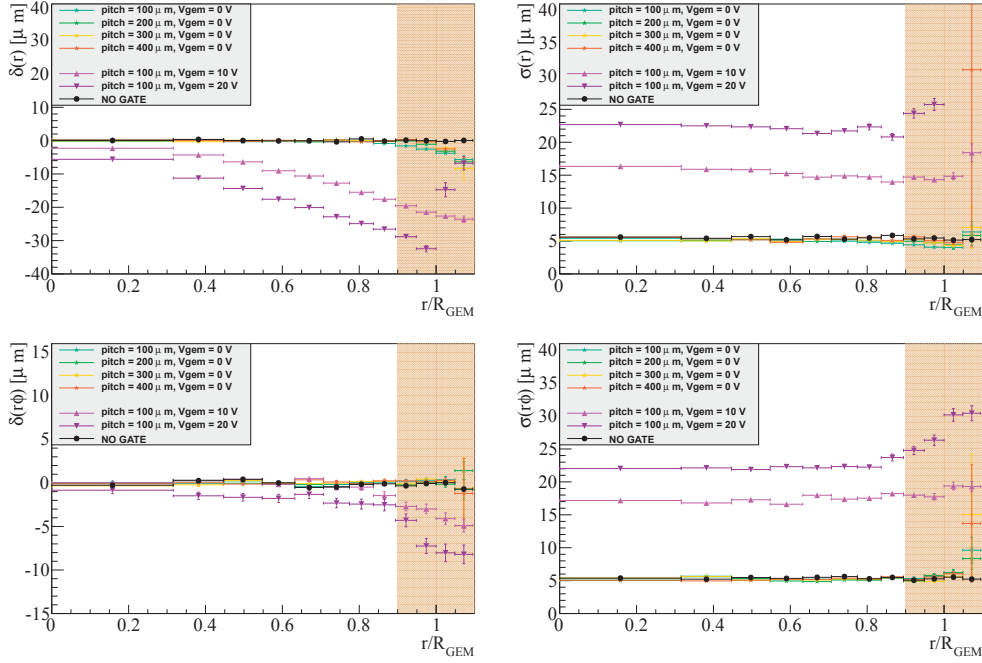 δ(r) [μ m]
40
30
20
10
0
−10
−20
−30
−40
pitch = 100 μ m, Vgem = 0 V
pitch = 200 μ m, Vgem = 0 V
pitch = 300 μ m, Vgem = 0 V
pitch = 400 μ m, Vgem = 0 V
pitch = 100 μ m, Vgem = 10 V
pitch = 100 μ m, Vgem = 20 V
NO GATE
0 0.2 0.4 0.6 0.8 1
r/R_GEM
σ(r) [μ m]
40
35
30
25
20
15
10
5
0
pitch = 100 μ m, Vgem = 0 V
pitch = 200 μ m, Vgem = 0 V
pitch = 300 μ m, Vgem = 0 V
pitch = 400 μ m, Vgem = 0 V
pitch = 100 μ m, Vgem = 10 V
pitch = 100 μ m, Vgem = 20 V
NO GATE
0 0.2 0.4 0.6 0.8 1
r/R_GEM
δ(rϕ) [μ m]
15
10
5
0
−5
−10
−15
pitch = 100 μ m, Vgem = 0 V
pitch = 200 μ m, Vgem = 0 V
pitch = 300 μ m, Vgem = 0 V
pitch = 400 μ m, Vgem = 0 V
pitch = 100 μ m, Vgem = 10 V
pitch = 100 μ m, Vgem = 20 V
NO GATE
0 0.2 0.4 0.6 0.8 1
r/R_GEM
σ(rϕ) [μ m]
40
35
30
25
20
15
10
5
0
pitch = 100 μ m, Vgem = 0 V
pitch = 200 μ m, Vgem = 0 V
pitch = 300 μ m, Vgem = 0 V
pitch = 400 μ m, Vgem = 0 V
pitch = 100 μ m, Vgem = 10 V
pitch = 100 μ m, Vgem = 20 V
NO GATE
0 0.2 0.4 0.6 0.8 1
r/R_GEM